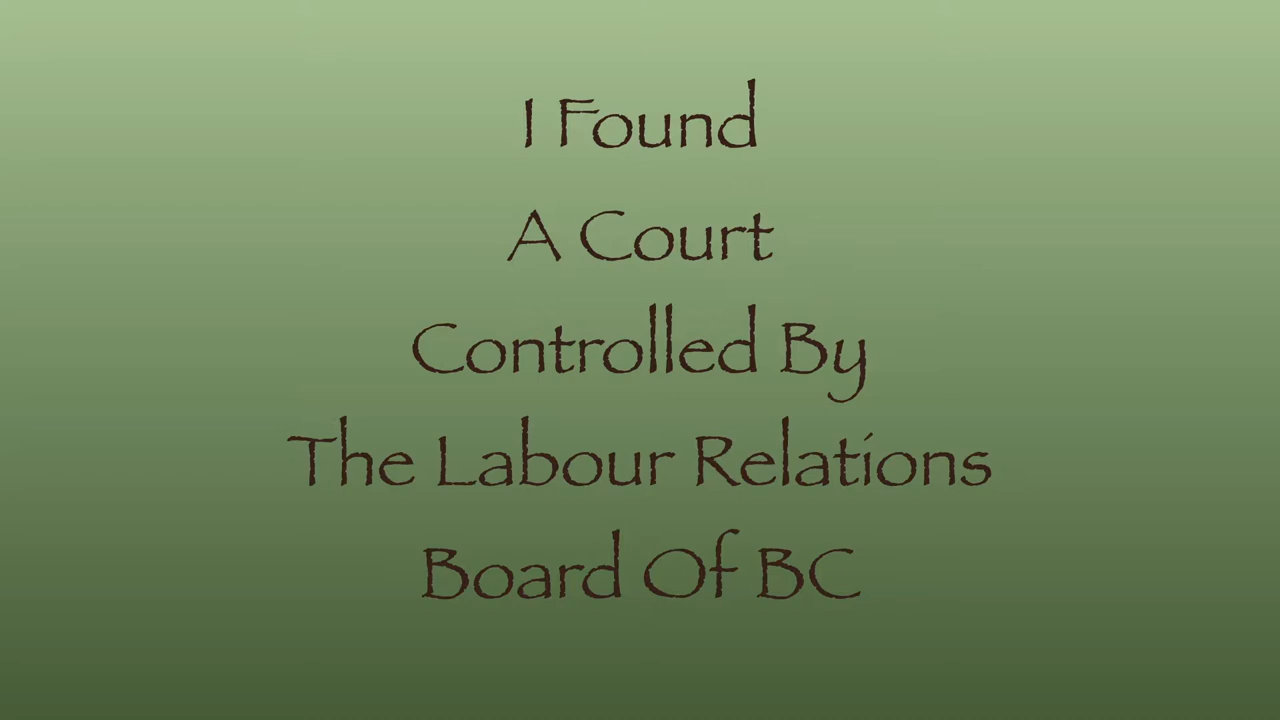 I Found
A Court
Controlled By
The Labour Relations
Board Of BC